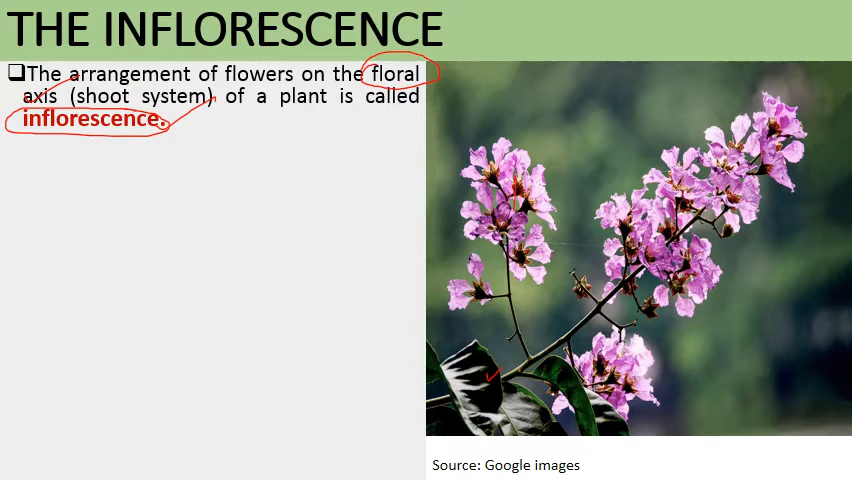 THE INFLORESCENCE
The arrangement of flowers on the floral
axis (shoot system) of a plant is called
inflorescence.
Source: Google images